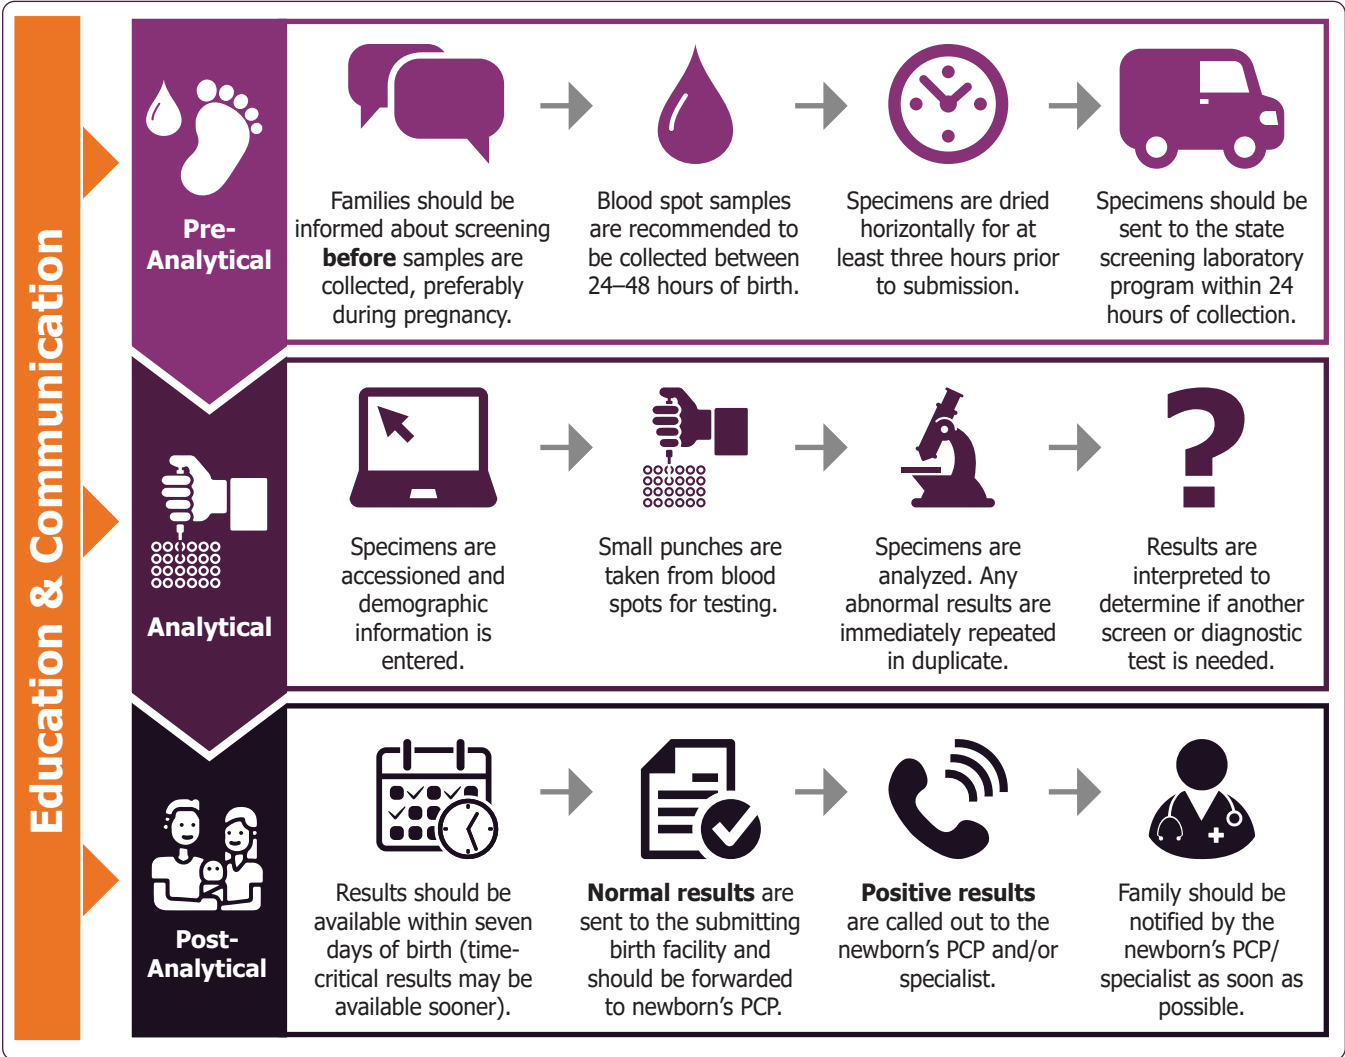 Education & Communication
Pre-
Analytical
Families should be
informed about screening
before samples are
collected, preferably
during pregnancy.
Blood spot samples
are recommended to
be collected between
24–48 hours of birth.
Specimens are dried
horizontally for at
least three hours prior
to submission.
Specimens should be
sent to the state
screening laboratory
program within 24
hours of collection.
Analytical
Specimens are
accessioned and
demographic
information is
entered.
Small punches are
taken from blood
spots for testing.
Specimens are
analyzed. Any
abnormal results are
immediately repeated
in duplicate.
?
Results are
interpreted to
determine if another
screen or diagnostic
test is needed.
Post-
Analytical
Results should be
available within seven
days of birth (time-
critical results may be
available sooner).
Normal results are
sent to the submitting
birth facility and
should be forwarded
to newborn’s PCP.
Positive results
are called out to the
newborn’s PCP and/or
specialist.
Family should be
notified by the
newborn’s PCP/
specialist as soon as
possible.